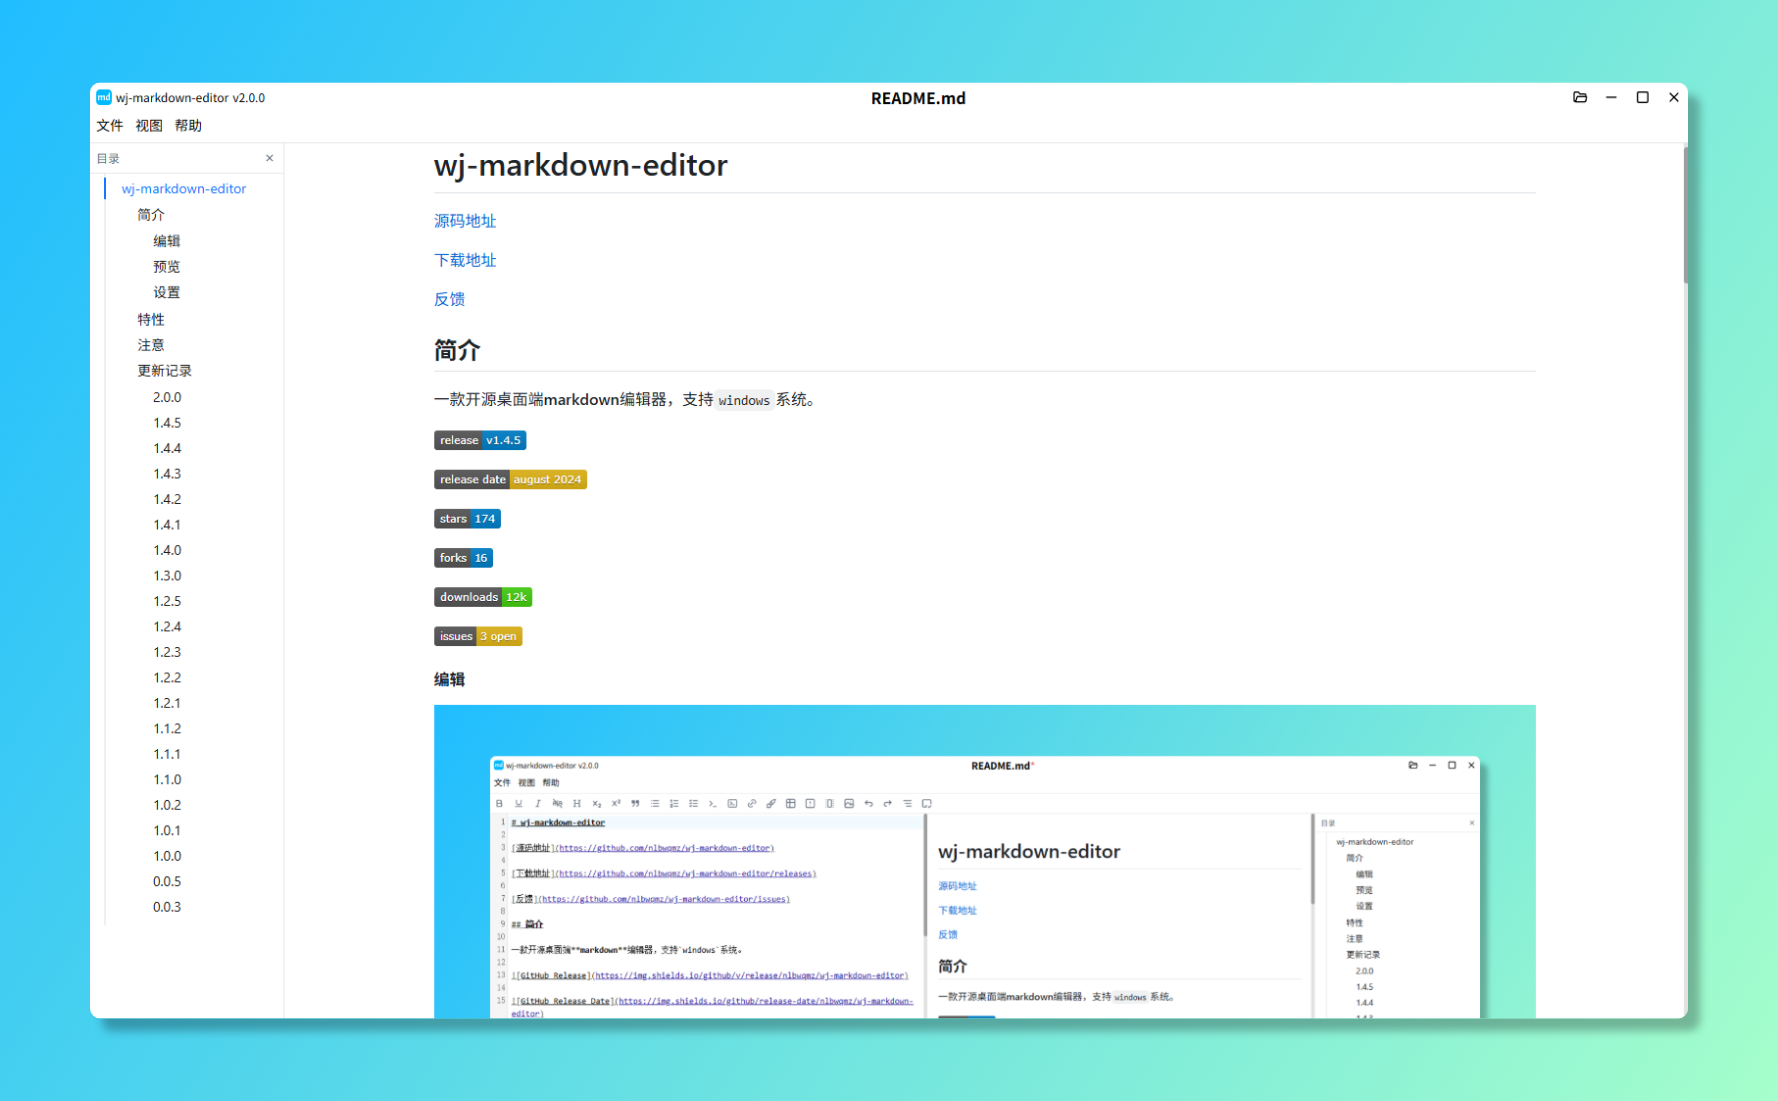 wj-markdown-editor v2.0.0
README.md
文件 视图 帮助
目录
wj-markdown-editor
简介
编辑
预览
设置
特性
注意
更新记录
2.0.0
1.4.5
1.4.4
1.4.3
1.4.2
1.4.1
1.4.0
1.3.0
1.2.5
1.2.4
1.2.3
1.2.2
1.2.1
1.1.2
1.1.1
1.1.0
1.0.2
1.0.1
1.0.0
0.0.5
0.0.3
wj-markdown-editor
源码地址
下载地址
反馈
简介
一款开源桌面端markdown编辑器，支持 windows 系统。
release v1.4.5
release date august 2024
stars 174
forks 16
downloads 12k
issues 3 open
编辑
wj-markdown-editor v2.0.0
README.md*
文件 视图 帮助
1 # wj-markdown-editor
2
3 [源码地址](https://github.com/nlbwqmz/wj-markdown-editor)
4
5 [下载地址](https://github.com/nlbwqmz/wj-markdown-editor/releases)
6
7 [反馈](https://github.com/nlbwqmz/wj-markdown-editor/issues)
8
9 ## 简介
10
11 一款开源桌面端**markdown**编辑器，支持`windows`系统。
12
13 ![GitHub Release](https://img.shields.io/github/v/release/nlbwqmz/wj-markdown-editor)
14
15 ![GitHub Release Date](https://img.shields.io/github/release-date/nlbwqmz/wj-markdown-
editor)
wj-markdown-editor
源码地址
下载地址
反馈
简介
一款开源桌面端markdown编辑器，支持 windows 系统。
目录
wj-markdown-editor
简介
编辑
预览
设置
特性
注意
更新记录
2.0.0
1.4.5
1.4.4